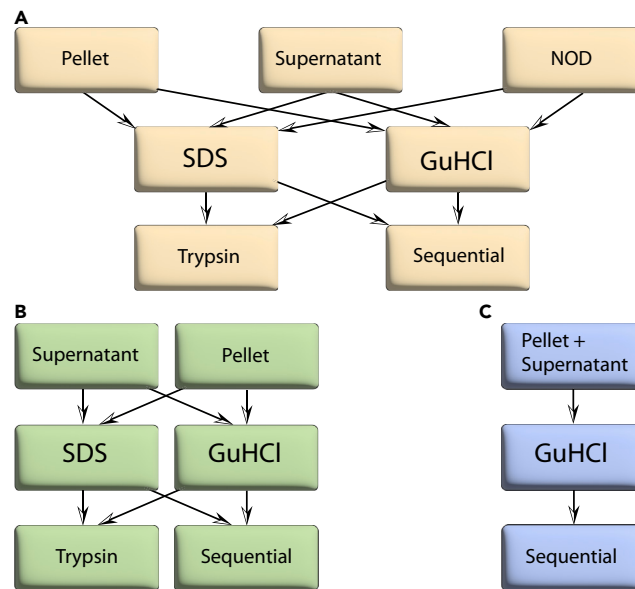 A
Pellet
Supernatant
NOD
SDS
GuHCl
Trypsin
Sequential
B
Supernatant
Pellet
SDS
GuHCl
Trypsin
Sequential
C
Pellet +
Supernatant
GuHCl
Sequential